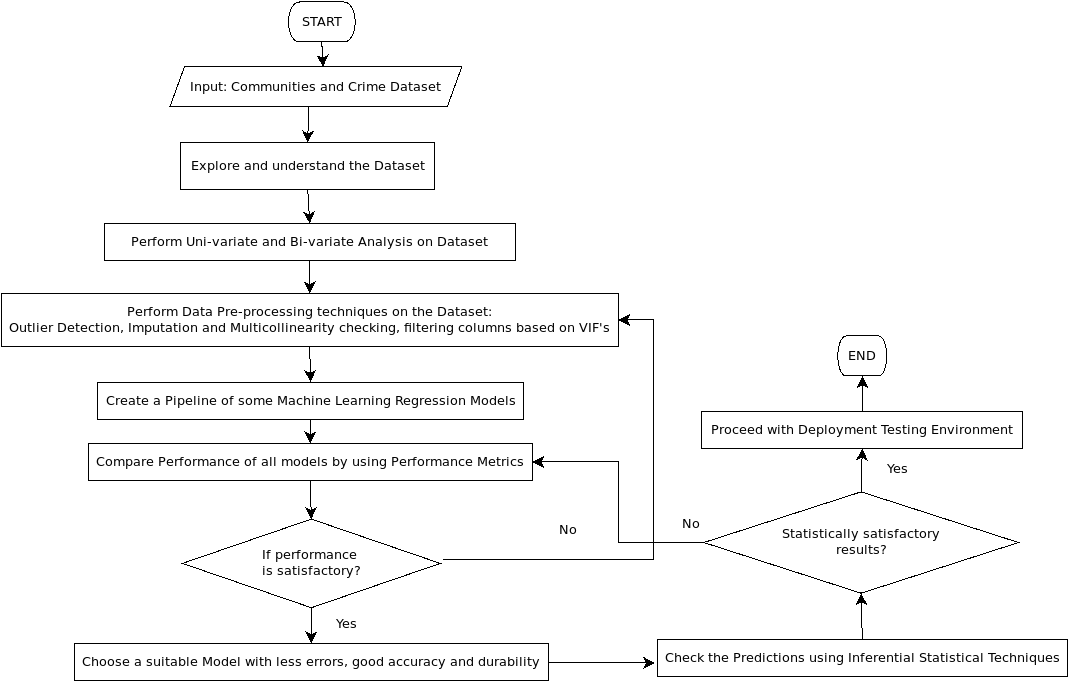 START
Input: Communities and Crime Dataset
Explore and understand the Dataset
Perform Uni-variate and Bi-variate Analysis on Dataset
Perform Data Pre-processing techniques on the Dataset:
Outlier Detection, Imputation and Multicollinearity checking, filtering columns based on VIF's
Create a Pipeline of some Machine Learning Regression Models
Compare Performance of all models by using Performance Metrics
If performance
is satisfactory?
No
Yes
Choose a suitable Model with less errors, good accuracy and durability
Check the Predictions using Inferential Statistical Techniques
Statistically satisfactory
results?
No
Yes
Proceed with Deployment Testing Environment
END